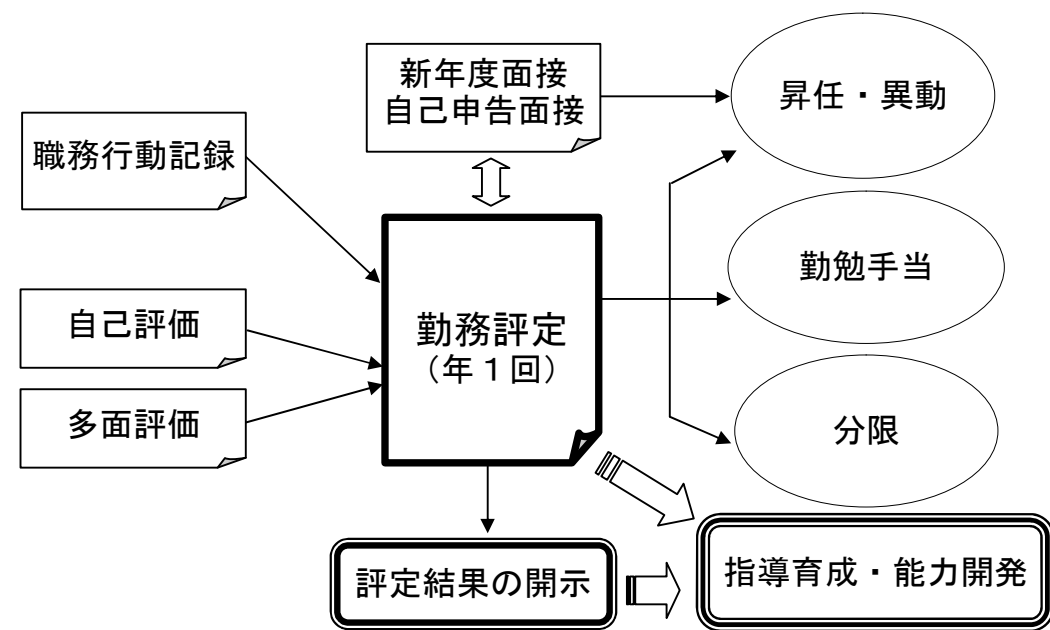 新年度面接
自己申告面接
昇任・異動
職務行動記録
勤勉手当
自己評価
勤務評定
（年１回）
多面評価
分限
評定結果の開示
指導育成・能力開発